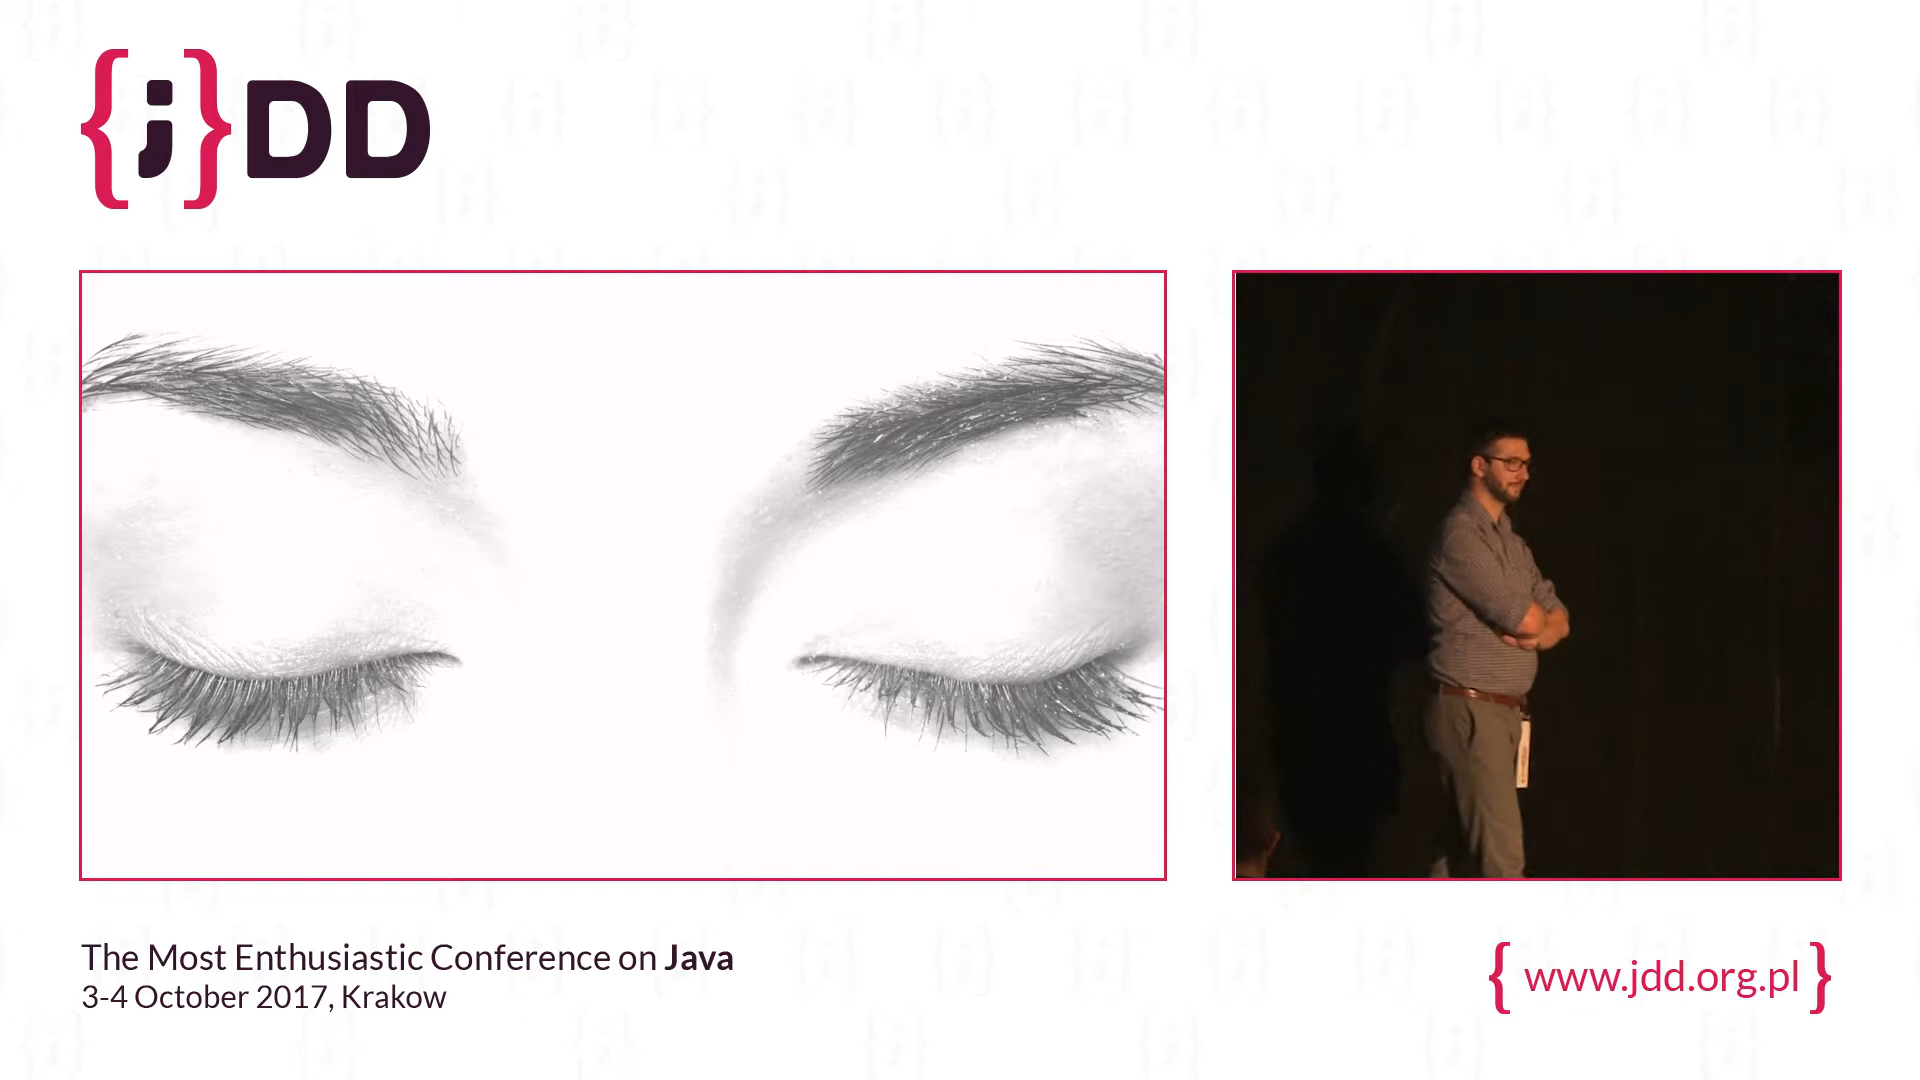 {;}DD
The Most Enthusiastic Conference on Java
3-4 October 2017, Krakow
{ www.jdd.org.pl }